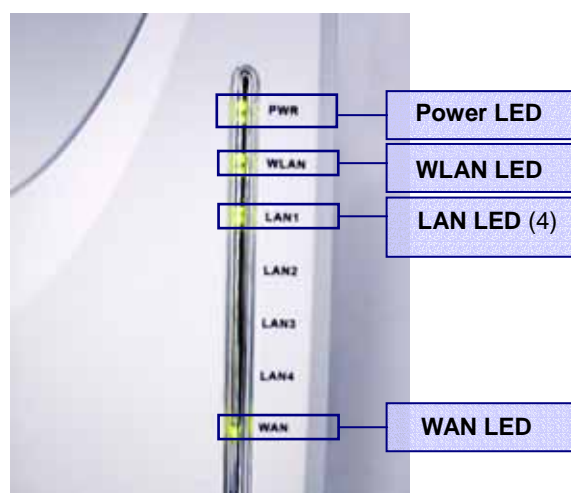 PWR
Power LED
WLAN
WLAN LED
LAN1
LAN LED (4)
LAN2
LAN3
LAN4
WAN
WAN LED